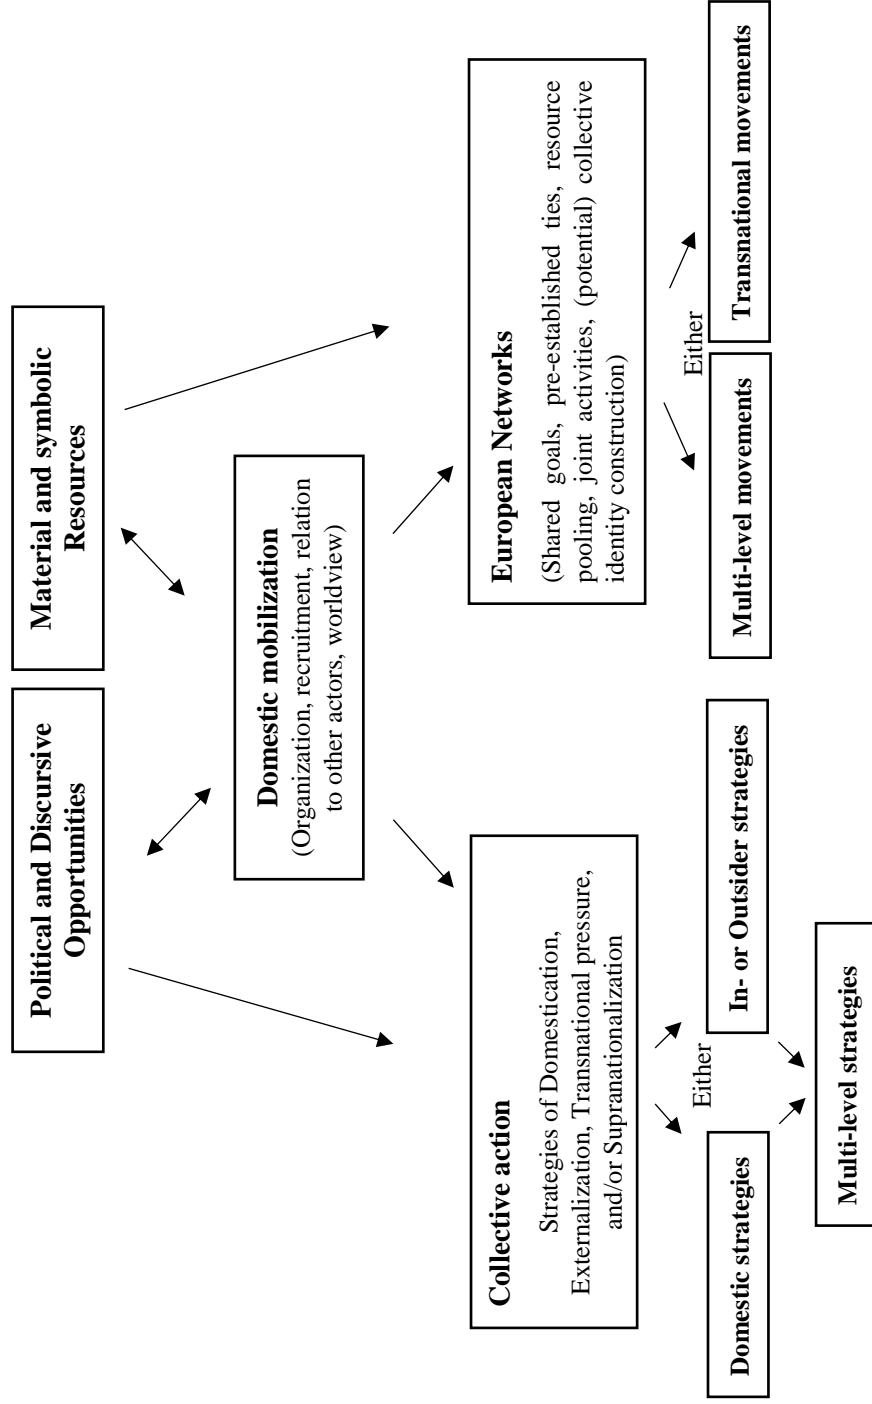 Political and Discursive
Opportunities
Material and symbolic
Resources
Domestic mobilization
(Organization, recruitment, relation
to other actors, worldview)
Collective action
Strategies of Domestication,
Externalization, Transnational pressure,
and/or Supranationalization
European Networks
(Shared goals, pre-established ties, resource
pooling, joint activities, (potential) collective
identity construction)
Either
Either
Domestic strategies
In- or Outsider strategies
Multi-level movements
Transnational movements
Multi-level strategies